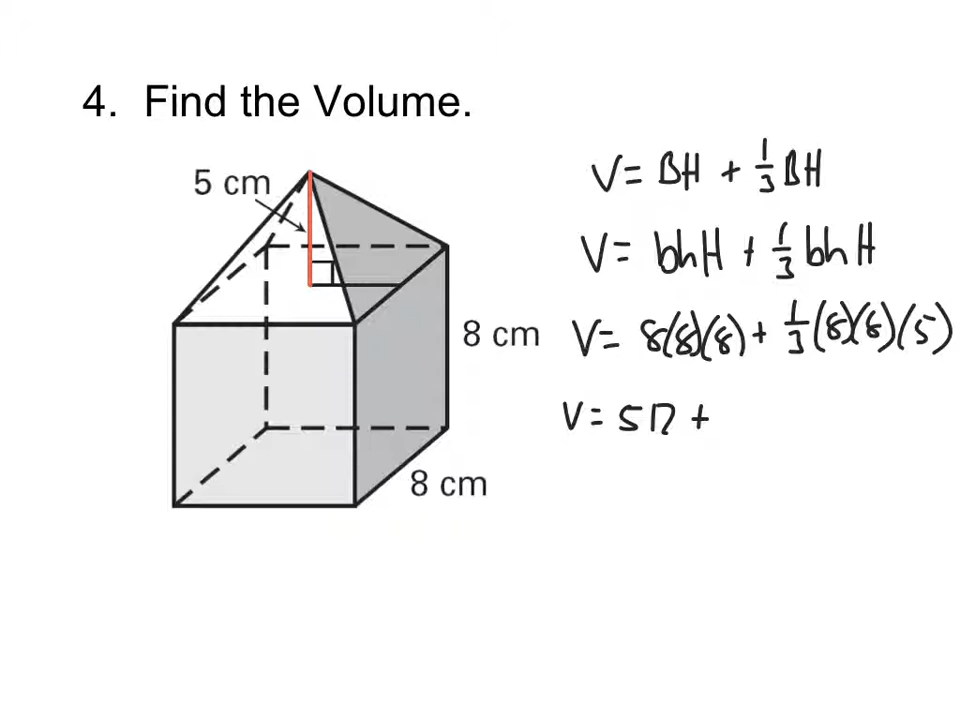 4. Find the Volume.
5 cm
8 cm
8 cm
V = BH + 1/3 BH
V = bhH + 1/3 bhH
V = 8(8)(8) + 1/3 (8)(8)(5)
V = 512 +